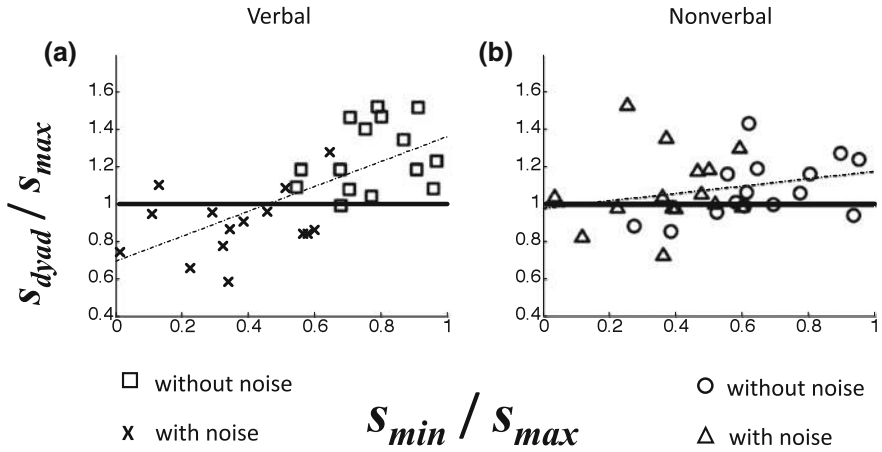 Verbal
Nonverbal
(a)
(b)
s_dyad / s_max
1.6
1.4
1.2
1
0.8
0.6
0.4
0 0.2 0.4 0.6 0.8 1
1.6
1.4
1.2
1
0.8
0.6
0.4
0 0.2 0.4 0.6 0.8 1
without noise
with noise
s_min / s_max
without noise
with noise